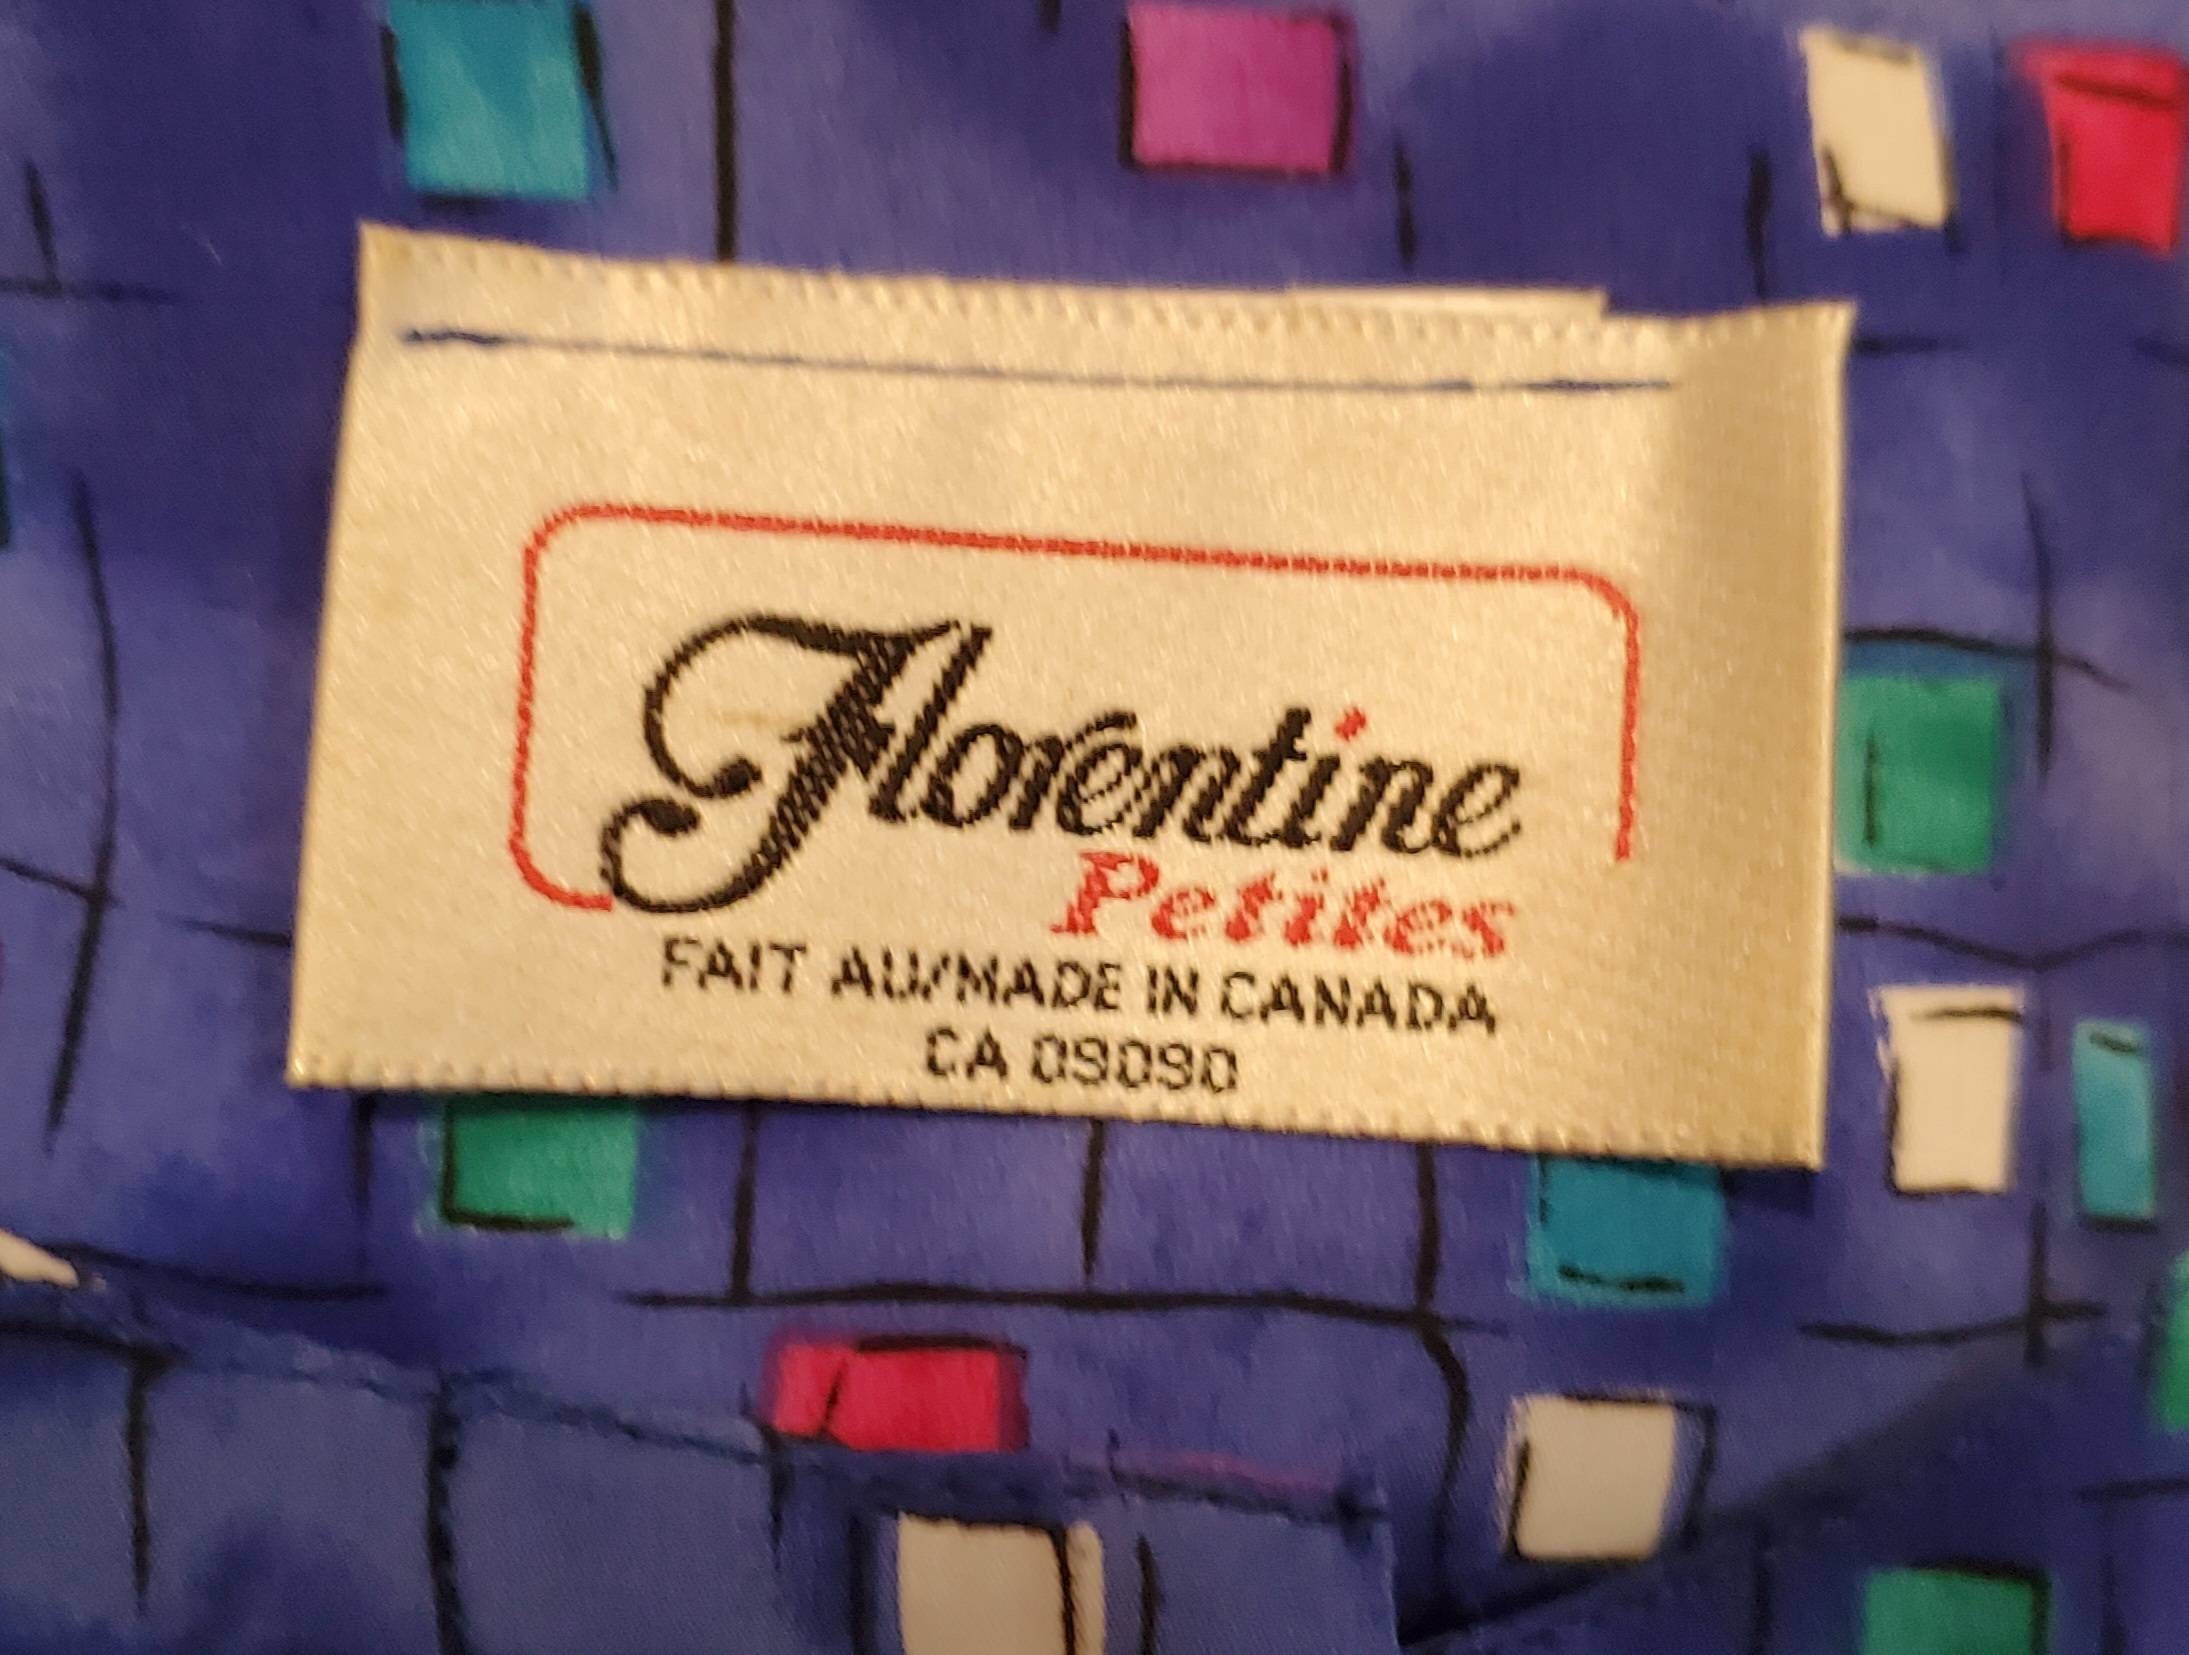 Florentine
Petites
FAIT AU/MADE IN CANADA
CA 09090